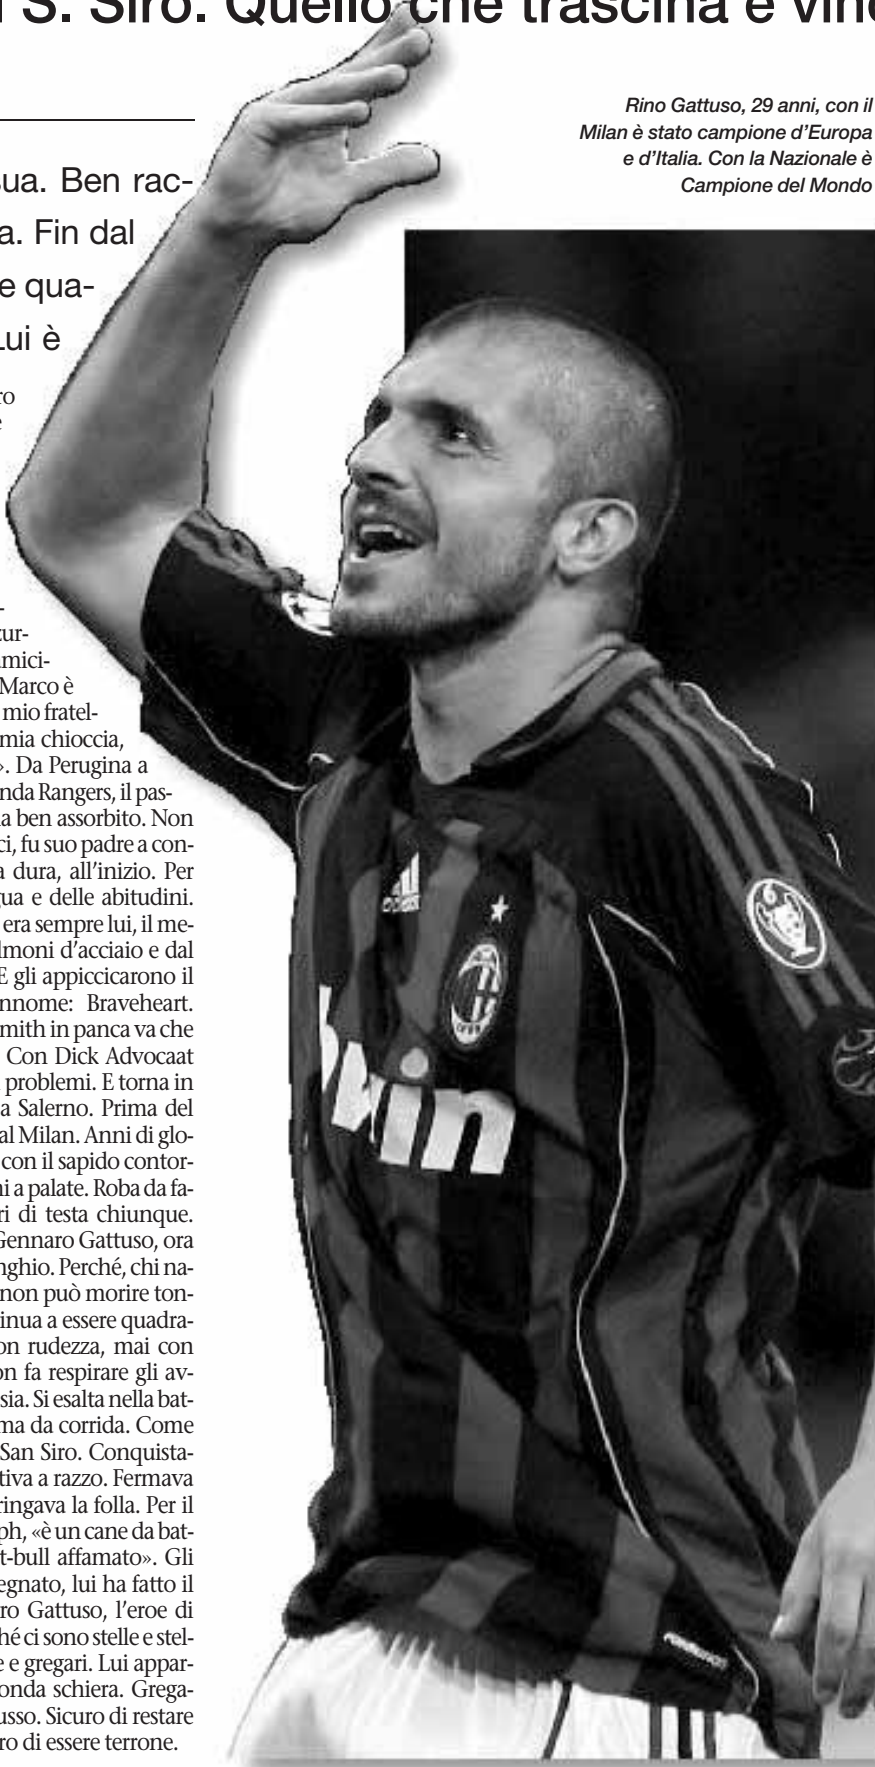 S. Siro. Quello che trascina e vinc
Rino Gattuso, 29 anni, con il
Milan è stato campione d'Europa
e d'Italia. Con la Nazionale è
Campione del Mondo
sua. Ben rac-
a. Fin dal
e qua-
Lui è
ro
e
-
zur-
amici-
Marco è
mio fratel-
mia chioccia,
». Da Perugina a
nda Rangers, il pas-
a ben assorbito. Non
ci, fu suo padre a con-
a dura, all'inizio. Per
gua e delle abitudini.
era sempre lui, il me-
lmoni d'acciaio e dal
E gli appiccicarono il
nnome: Braveheart.
mith in panca va che
Con Dick Advocaat
problemi. E torna in
a Salerno. Prima del
al Milan. Anni di glo-
con il sapido contor-
ni a palate. Roba da fa-
ri di testa chiunque.
Gennaro Gattuso, ora
nghio. Perché, chi na-
non può morire ton-
inua a essere quadra-
on rudezza, mai con
on fa respirare gli av-
sia. Si esalta nella bat-
ma da corrida. Come
San Siro. Conquista-
tiva a razzo. Fermava
ringava la folla. Per il
ph, «è un cane da bat-
t-bull affamato». Gli
egnato, lui ha fatto il
ro Gattuso, l'eroe di
hé ci sono stelle e stel-
e e gregari. Lui appar-
onda schiera. Grega-
usso. Sicuro di restare
ro di essere terrone.
adidas
bwin
6